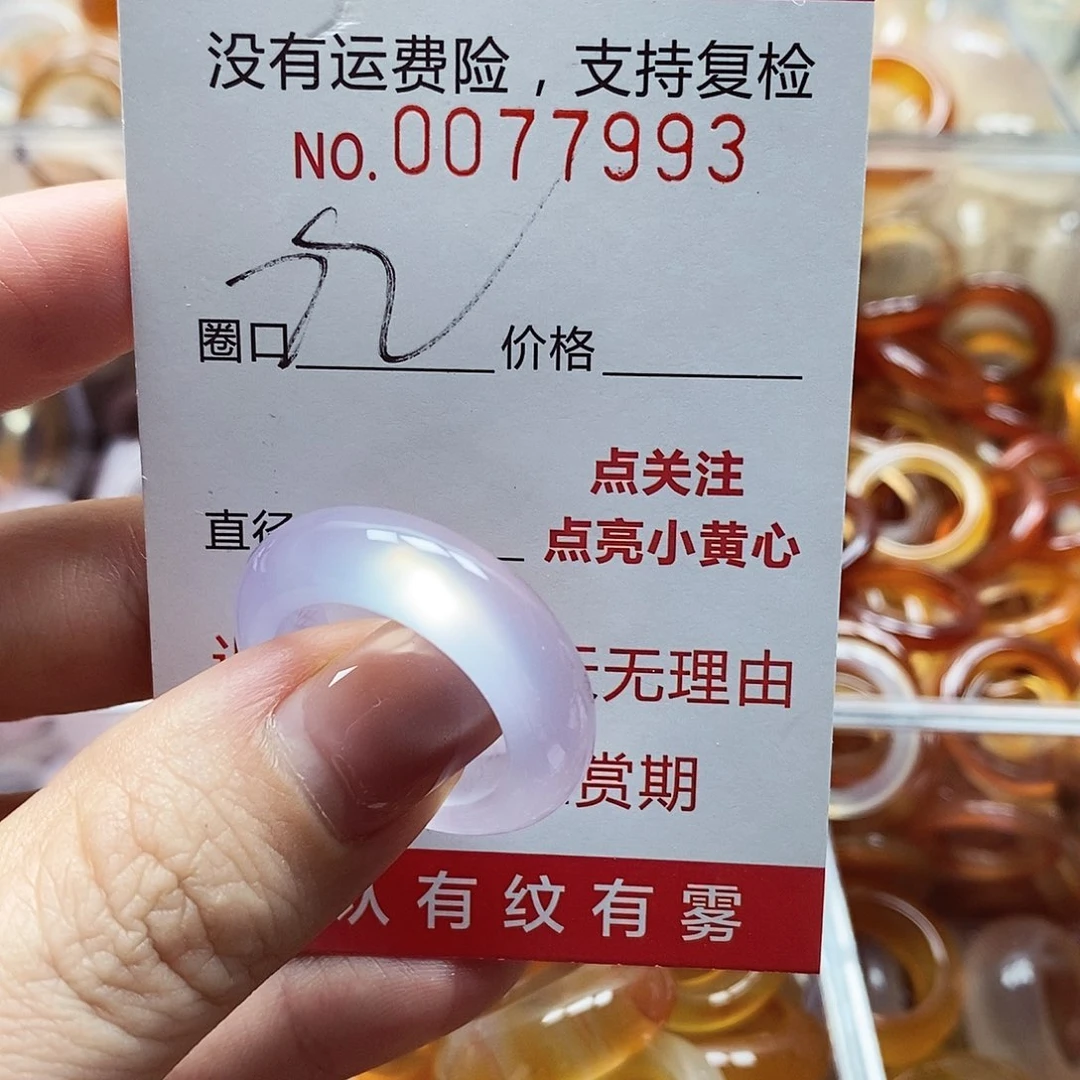 没有运费险，支持复检
NO. 0077993
圈口 价格
点关注
直径 点亮小黄心
无理由
赏期
有纹有雾